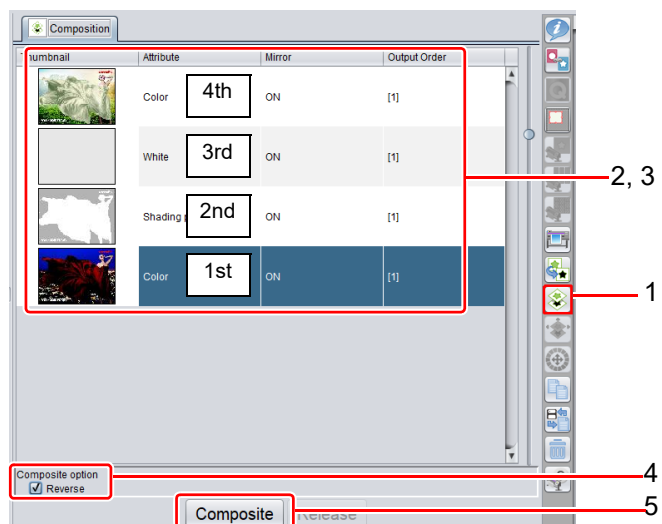 Composition
Thumbnail Attribute Mirror Output Order
Color 4th ON [1]
White 3rd ON [1]
Shading 2nd ON [1]
Color 1st ON [1]
2, 3
1
Composite option
Reverse
4
Composite Release
5